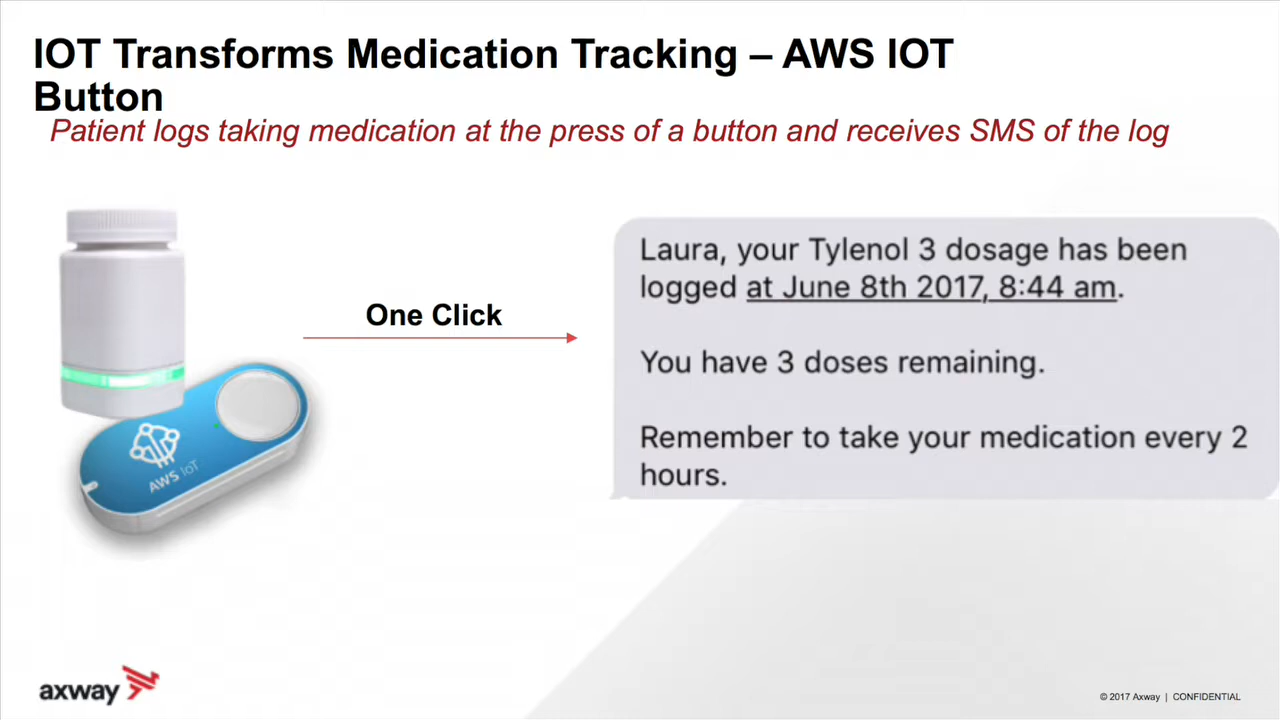 IOT Transforms Medication Tracking – AWS IOT
Button
Patient logs taking medication at the press of a button and receives SMS of the log
One Click
Laura, your Tylenol 3 dosage has been
logged at June 8th 2017, 8:44 am.
You have 3 doses remaining.
Remember to take your medication every 2
hours.
AWS IoT
axway
© 2017 Axway | CONFIDENTIAL